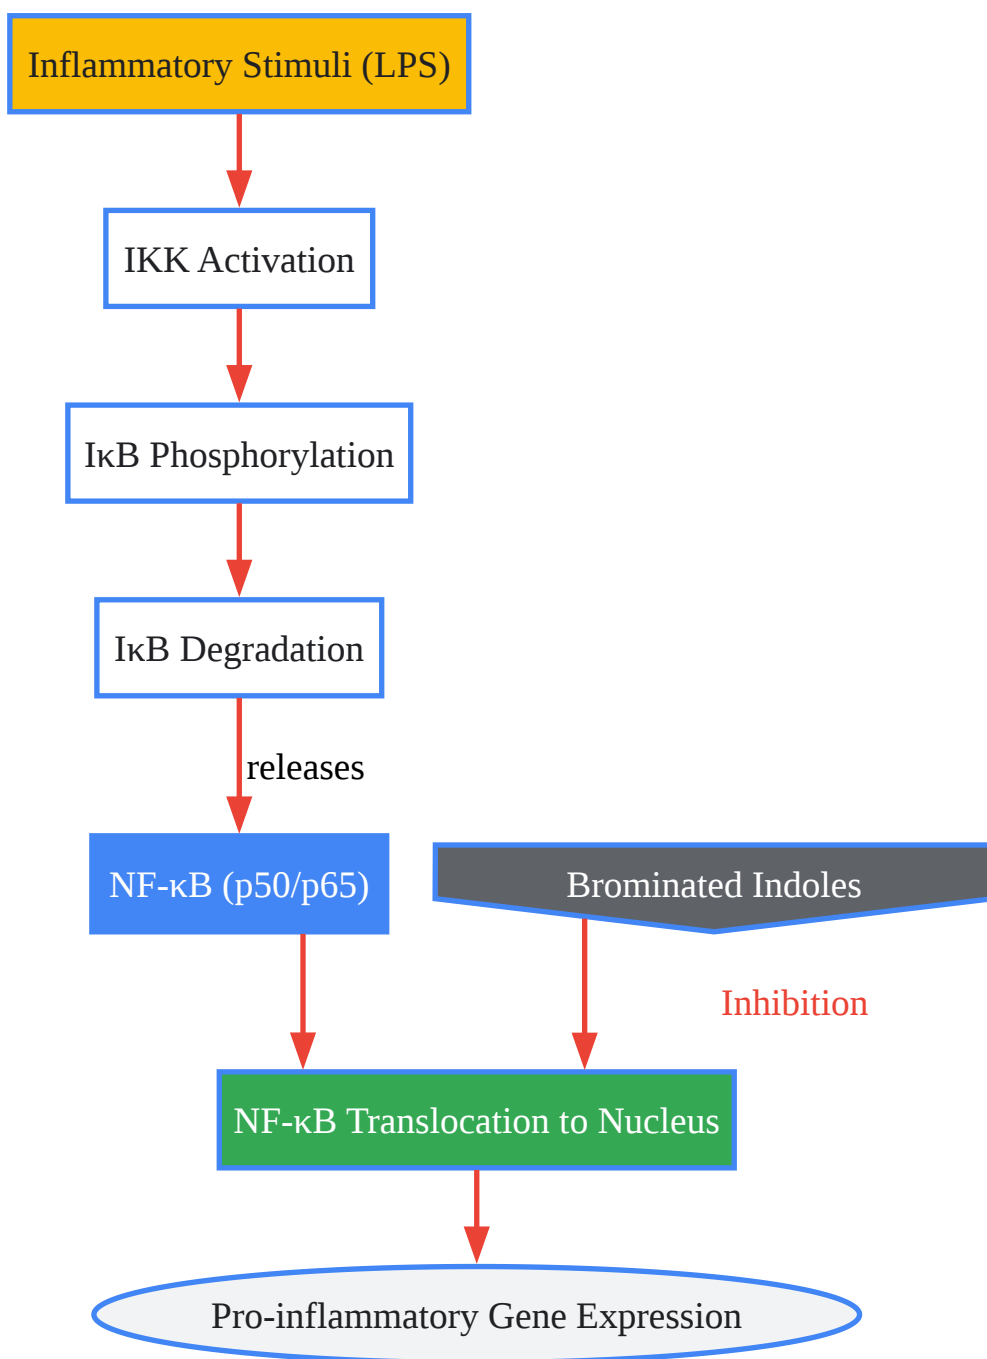 Inflammatory Stimuli (LPS)
IKK Activation
IκB Phosphorylation
IκB Degradation
releases
NF-κB (p50/p65)
Brominated Indoles
Inhibition
NF-κB Translocation to Nucleus
Pro-inflammatory Gene Expression